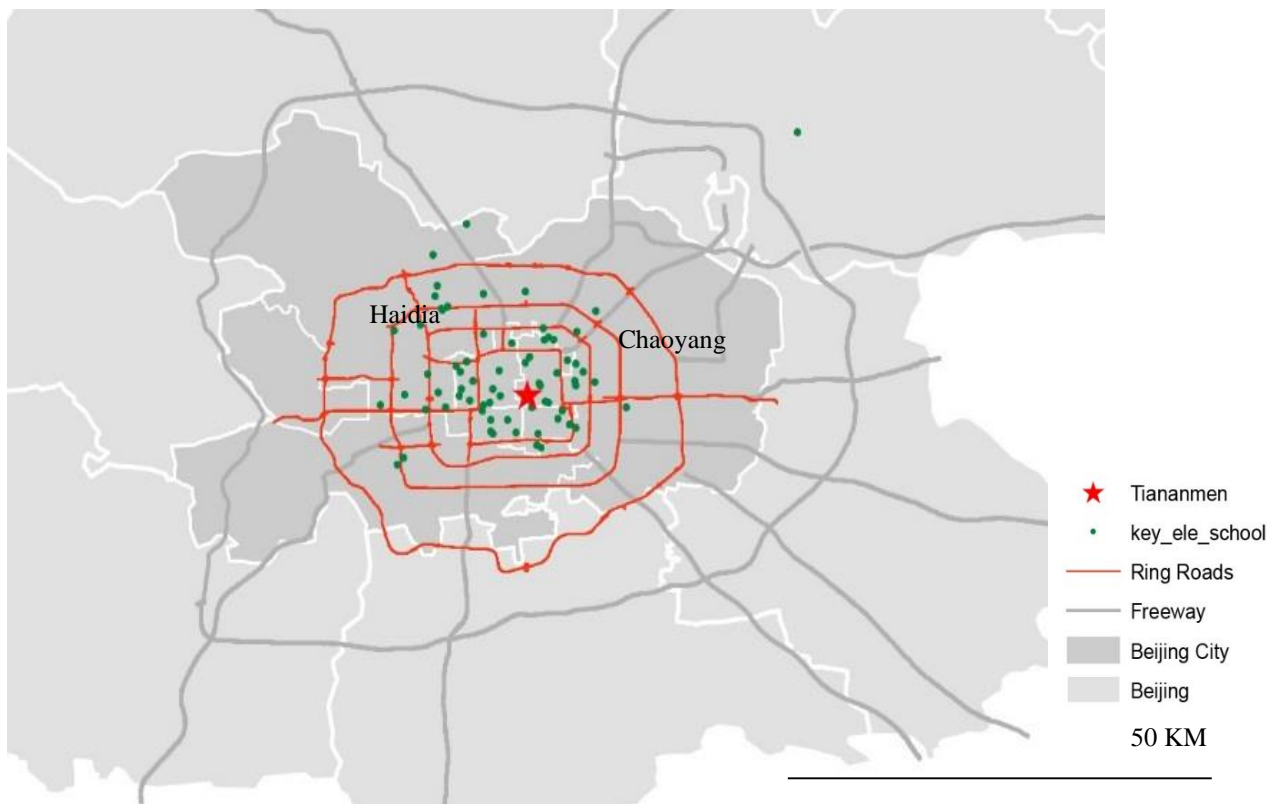 Haidia
Chaoyang
Tiananmen
key_ele_school
Ring Roads
Freeway
Beijing City
Beijing
50 KM